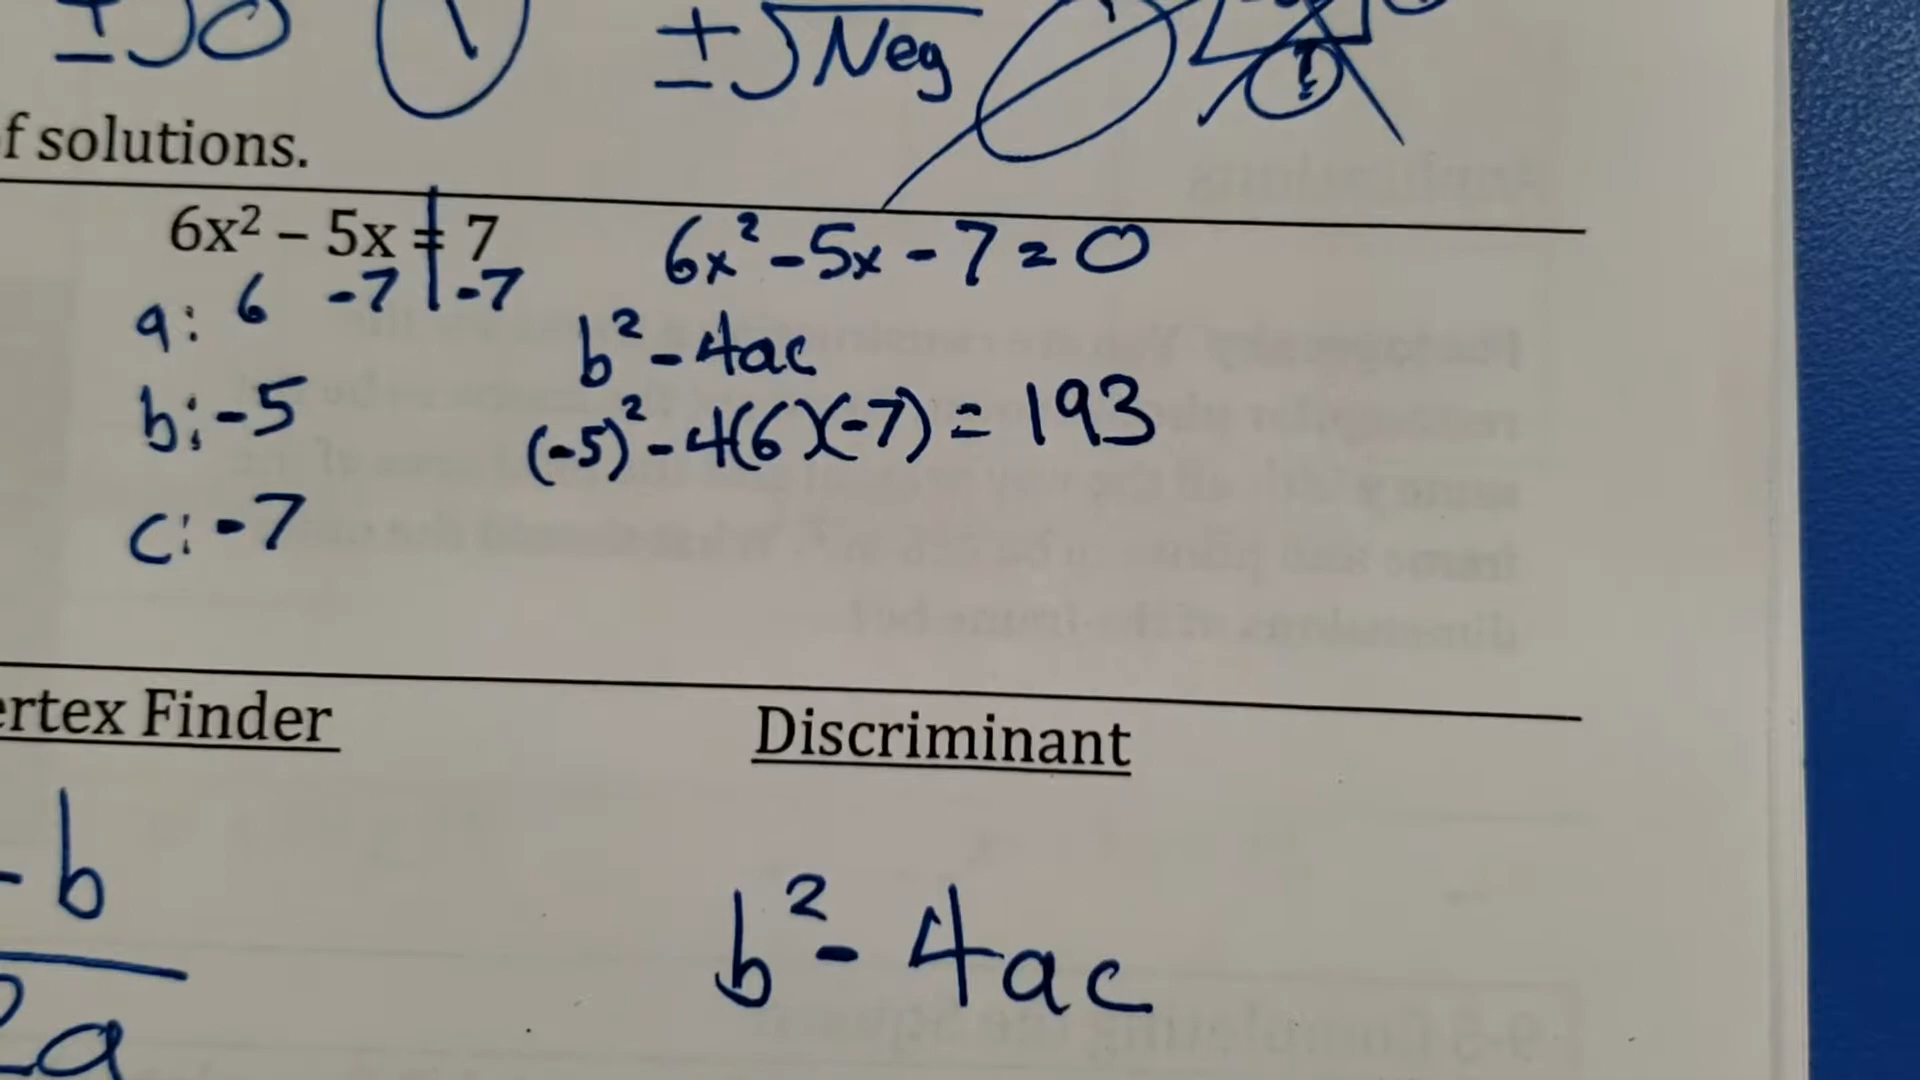 ±√0 1 ±√Neg
f solutions.
6x² – 5x = 7 6x² - 5x - 7 = 0
-7 -7
a: 6
b² - 4ac
b: -5 (-5)² - 4(6)(-7) = 193
c: -7
ertex Finder Discriminant
-b
2a
b² - 4ac